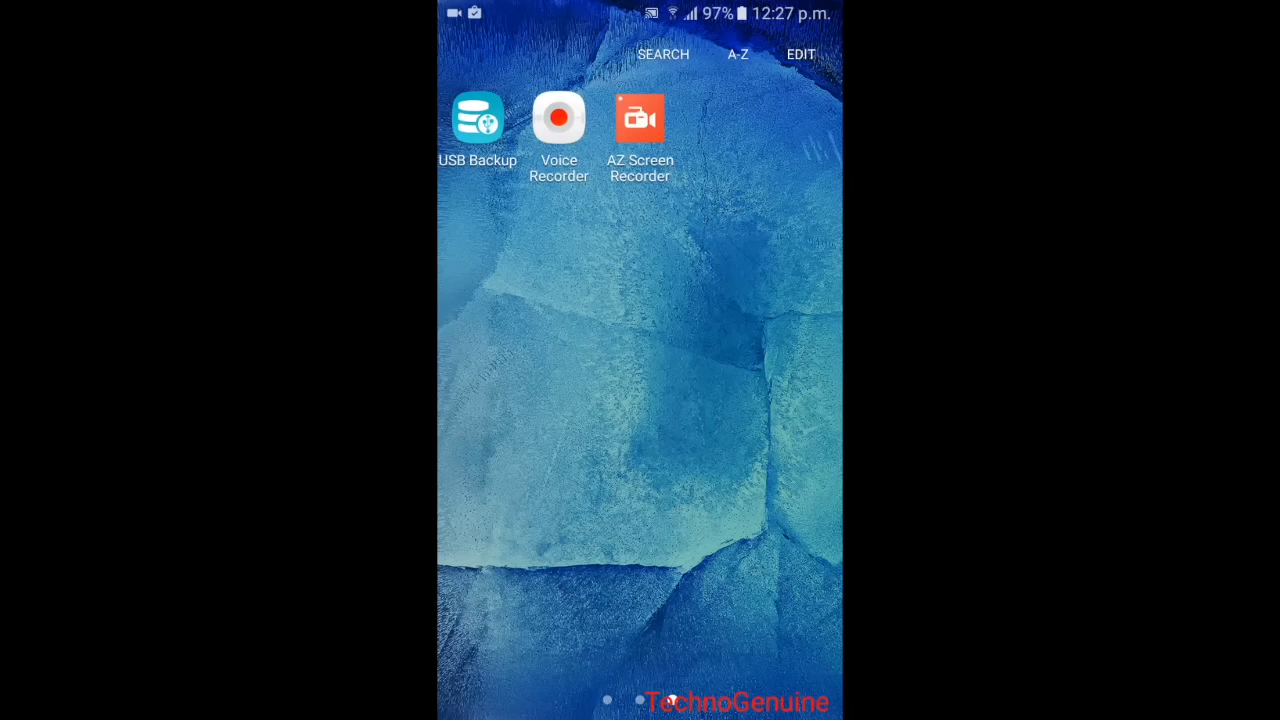 97% 12:27 p.m.
SEARCH A-Z EDIT
USB Backup
Voice
Recorder
AZ Screen
Recorder
TechnoGenuine